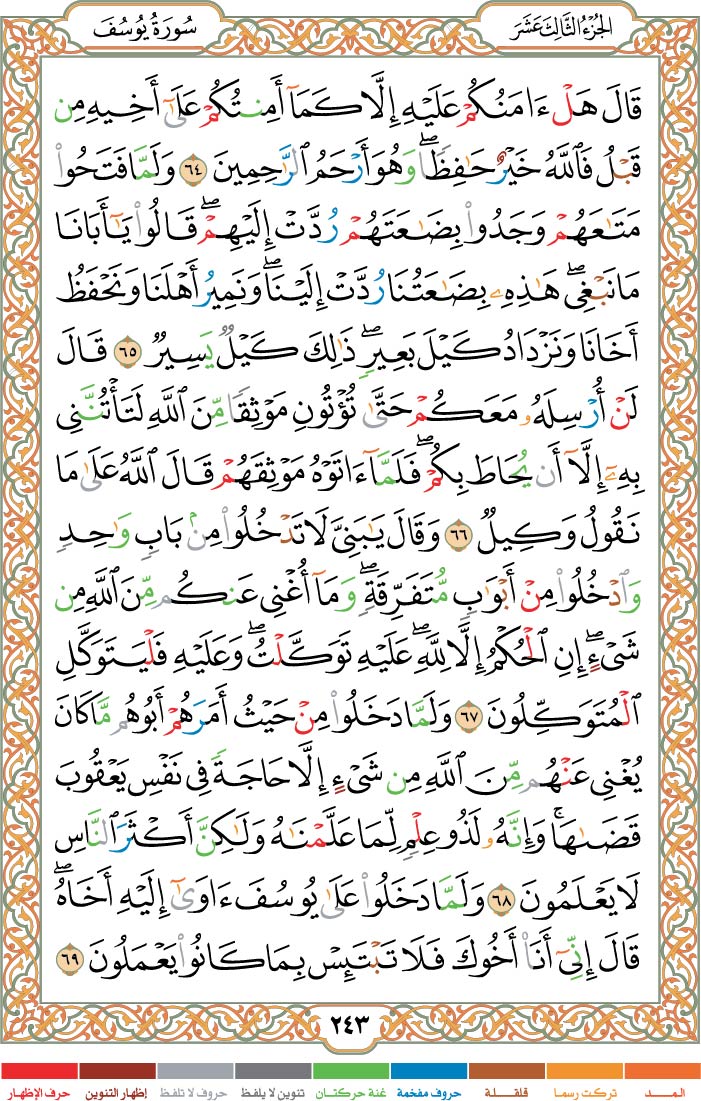 الجُزْءُ الثَّالِثَ عَشَرَ
سُورَةُ يُوسُفَ
قَالَ هَلْ ءَامَنُكُمْ عَلَيْهِ إِلَّا كَمَآ أَمِنتُكُمْ عَلَىٰٓ أَخِيهِ مِن
قَبْلُ فَٱللَّهُ خَيْرٌ حَٰفِظًاۖ وَهُوَ أَرْحَمُ ٱلرَّٰحِمِينَ ٦٤ وَلَمَّا فَتَحُوا۟
مَتَٰعَهُمْ وَجَدُوا۟ بِضَٰعَتَهُمْ رُدَّتْ إِلَيْهِمْۖ قَالُوا۟ يَٰٓأَبَانَا
مَا نَبْغِىۖ هَٰذِهِۦ بِضَٰعَتُنَا رُدَّتْ إِلَيْنَاۖ وَنَمِيرُ أَهْلَنَا وَنَحْفَظُ
أَخَانَا وَنَزْدَادُ كَيْلَ بَعِيرٍۖ ذَٰلِكَ كَيْلٌ يَسِيرٌ ٦٥ قَالَ
لَنْ أُرْسِلَهُۥ مَعَكُمْ حَتَّىٰ تُؤْتُونِ مَوْثِقًا مِّنَ ٱللَّهِ لَتَأْتُنَّنِى
بِهِۦٓ إِلَّآ أَن يُحَاطَ بِكُمْۖ فَلَمَّآ ءَاتَوْهُ مَوْثِقَهُمْ قَالَ ٱللَّهُ عَلَىٰ مَا
نَقُولُ وَكِيلٌ ٦٦ وَقَالَ يَٰبَنِىَّ لَا تَدْخُلُوا۟ مِنۢ بَابٍ وَٰحِدٍ
وَٱدْخُلُوا۟ مِنْ أَبْوَٰبٍ مُّتَفَرِّقَةٍۖ وَمَآ أُغْنِى عَنكُم مِّنَ ٱللَّهِ مِن
شَىْءٍۖ إِنِ ٱلْحُكْمُ إِلَّا لِلَّهِۖ عَلَيْهِ تَوَكَّلْتُۖ وَعَلَيْهِ فَلْيَتَوَكَّلِ
ٱلْمُتَوَكِّلُونَ ٦٧ وَلَمَّا دَخَلُوا۟ مِنْ حَيْثُ أَمَرَهُمْ أَبُوهُم مَّا كَانَ
يُغْنِى عَنْهُم مِّنَ ٱللَّهِ مِن شَىْءٍ إِلَّا حَاجَةً فِى نَفْسِ يَعْقُوبَ
قَضَىٰهَاۚ وَإِنَّهُۥ لَذُو عِلْمٍ لِّمَا عَلَّمْنَٰهُ وَلَٰكِنَّ أَكْثَرَ ٱلنَّاسِ
لَا يَعْلَمُونَ ٦٨ وَلَمَّا دَخَلُوا۟ عَلَىٰ يُوسُفَ ءَاوَىٰٓ إِلَيْهِ أَخَاهُۖ
قَالَ إِنِّىٓ أَنَا۠ أَخُوكَ فَلَا تَبْتَئِسْ بِمَا كَانُوا۟ يَعْمَلُونَ ٦٩
٢٤٣
المــد تركت رسما قلقـلة حروف مفخمة غنة حركتـان تنوين لا يلفظ حروف لا تلفظ إظهار التنوين حرف الإظهار